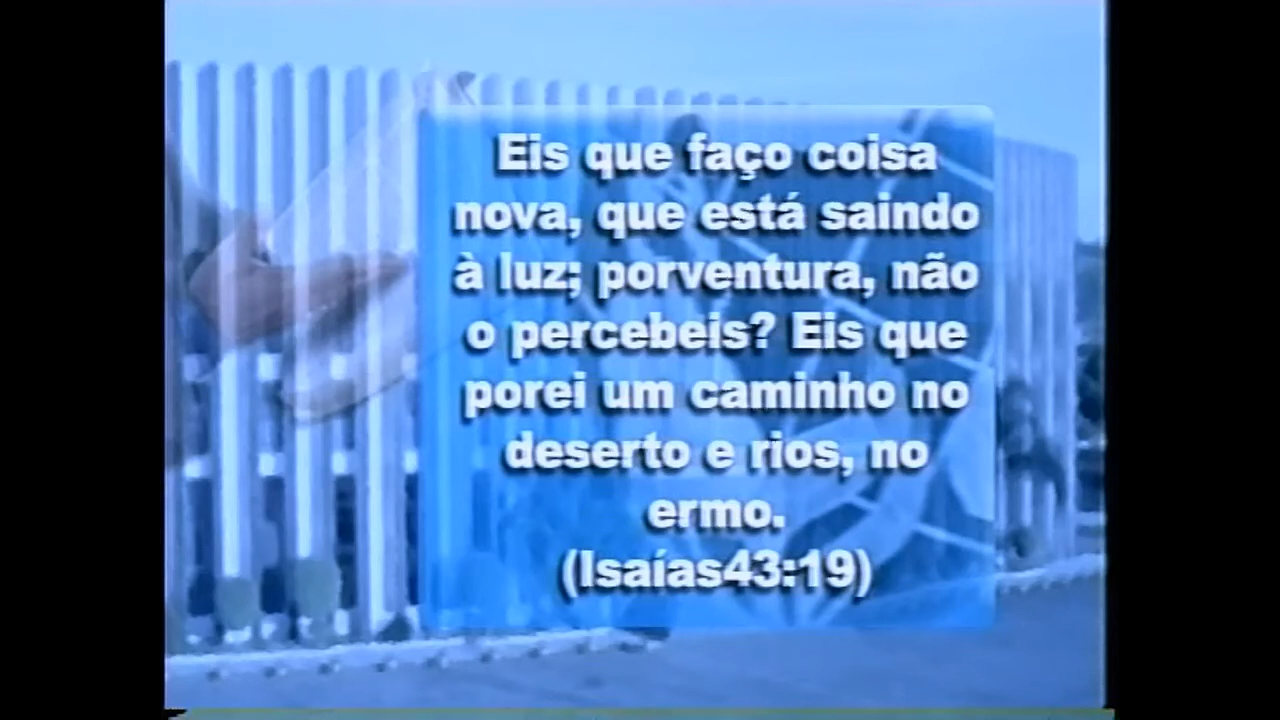 Eis que faço coisa
nova, que está saindo
à luz; porventura, não
o percebeis? Eis que
porei um caminho no
deserto e rios, no
ermo.
(Isaías43:19)